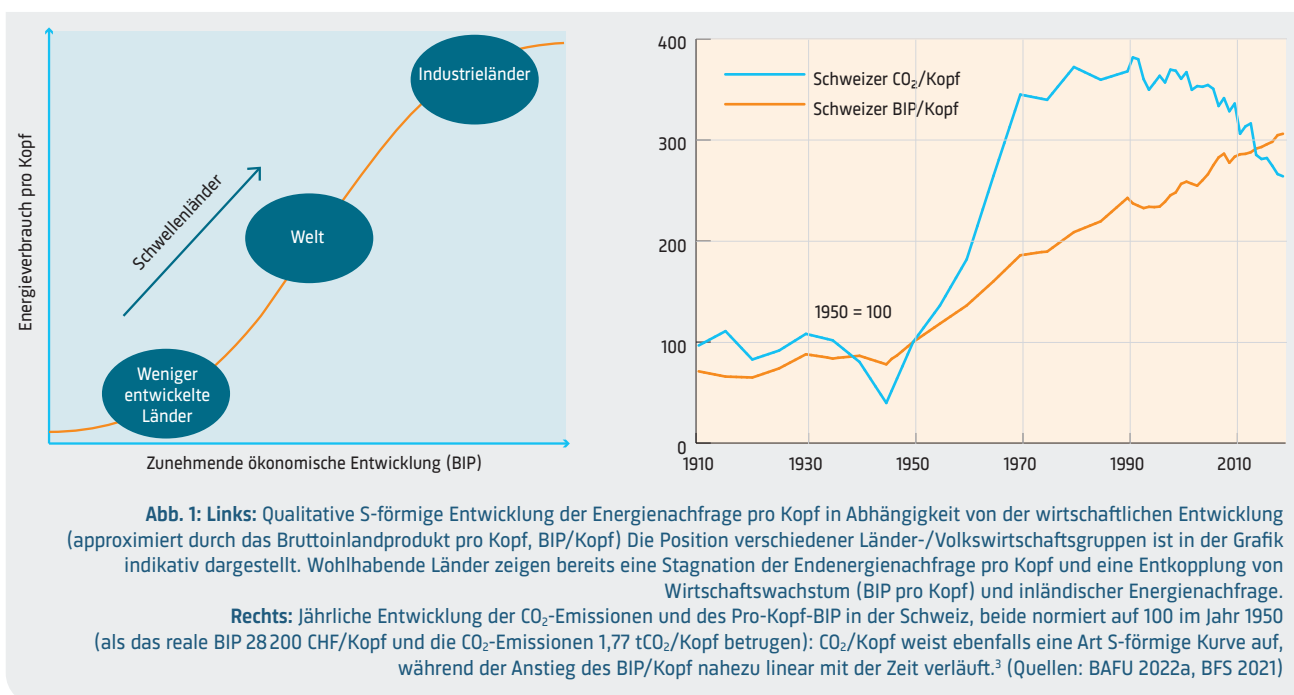 Energieverbrauch pro Kopf
Industrieländer
Schwellenländer
Welt
Weniger
entwickelte
Länder
Zunehmende ökonomische Entwicklung (BIP)
400
300
200
100
0
Schweizer CO₂/Kopf
Schweizer BIP/Kopf
1950 = 100
1910
1930
1950
1970
1990
2010
Abb. 1: Links: Qualitative S-förmige Entwicklung der Energienachfrage pro Kopf in Abhängigkeit von der wirtschaftlichen Entwicklung
(approximiert durch das Bruttoinlandprodukt pro Kopf, BIP/Kopf) Die Position verschiedener Länder-/Volkswirtschaftsgruppen ist in der Grafik
indikativ dargestellt. Wohlhabende Länder zeigen bereits eine Stagnation der Endenergienachfrage pro Kopf und eine Entkopplung von
Wirtschaftswachstum (BIP pro Kopf) und inländischer Energienachfrage.
Rechts: Jährliche Entwicklung der CO₂-Emissionen und des Pro-Kopf-BIP in der Schweiz, beide normiert auf 100 im Jahr 1950
(als das reale BIP 28 200 CHF/Kopf und die CO₂-Emissionen 1,77 tCO₂/Kopf betrugen): CO₂/Kopf weist ebenfalls eine Art S-förmige Kurve auf,
während der Anstieg des BIP/Kopf nahezu linear mit der Zeit verläuft.³ (Quellen: BAFU 2022a, BFS 2021)